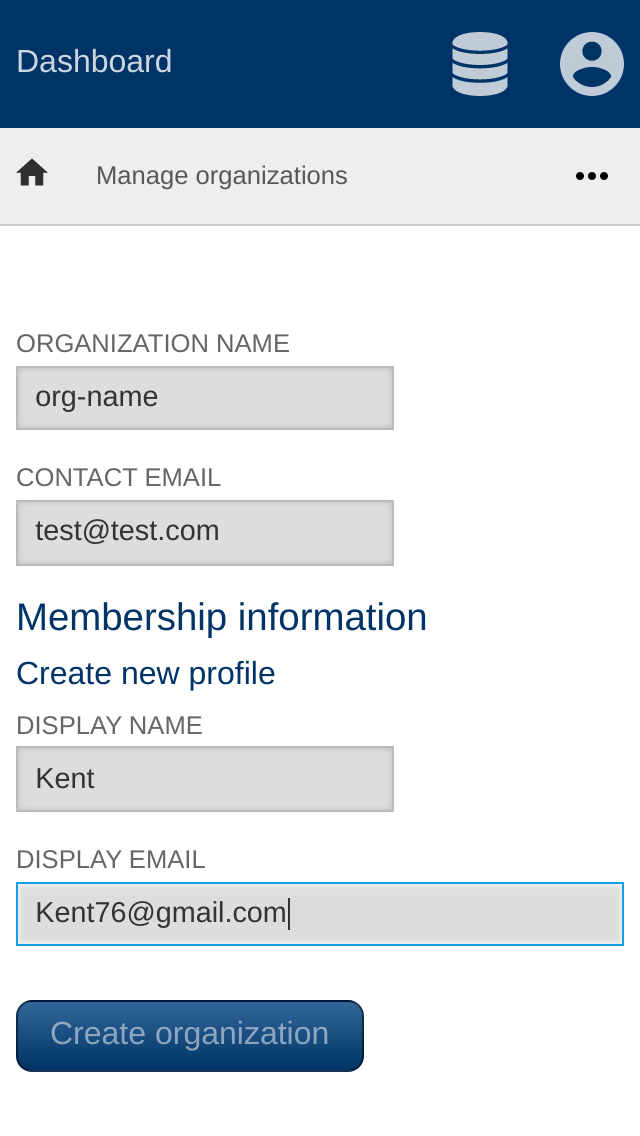 Dashboard
Manage organizations
ORGANIZATION NAME
org-name
CONTACT EMAIL
test@test.com
Membership information
Create new profile
DISPLAY NAME
Kent
DISPLAY EMAIL
Kent76@gmail.com
Create organization